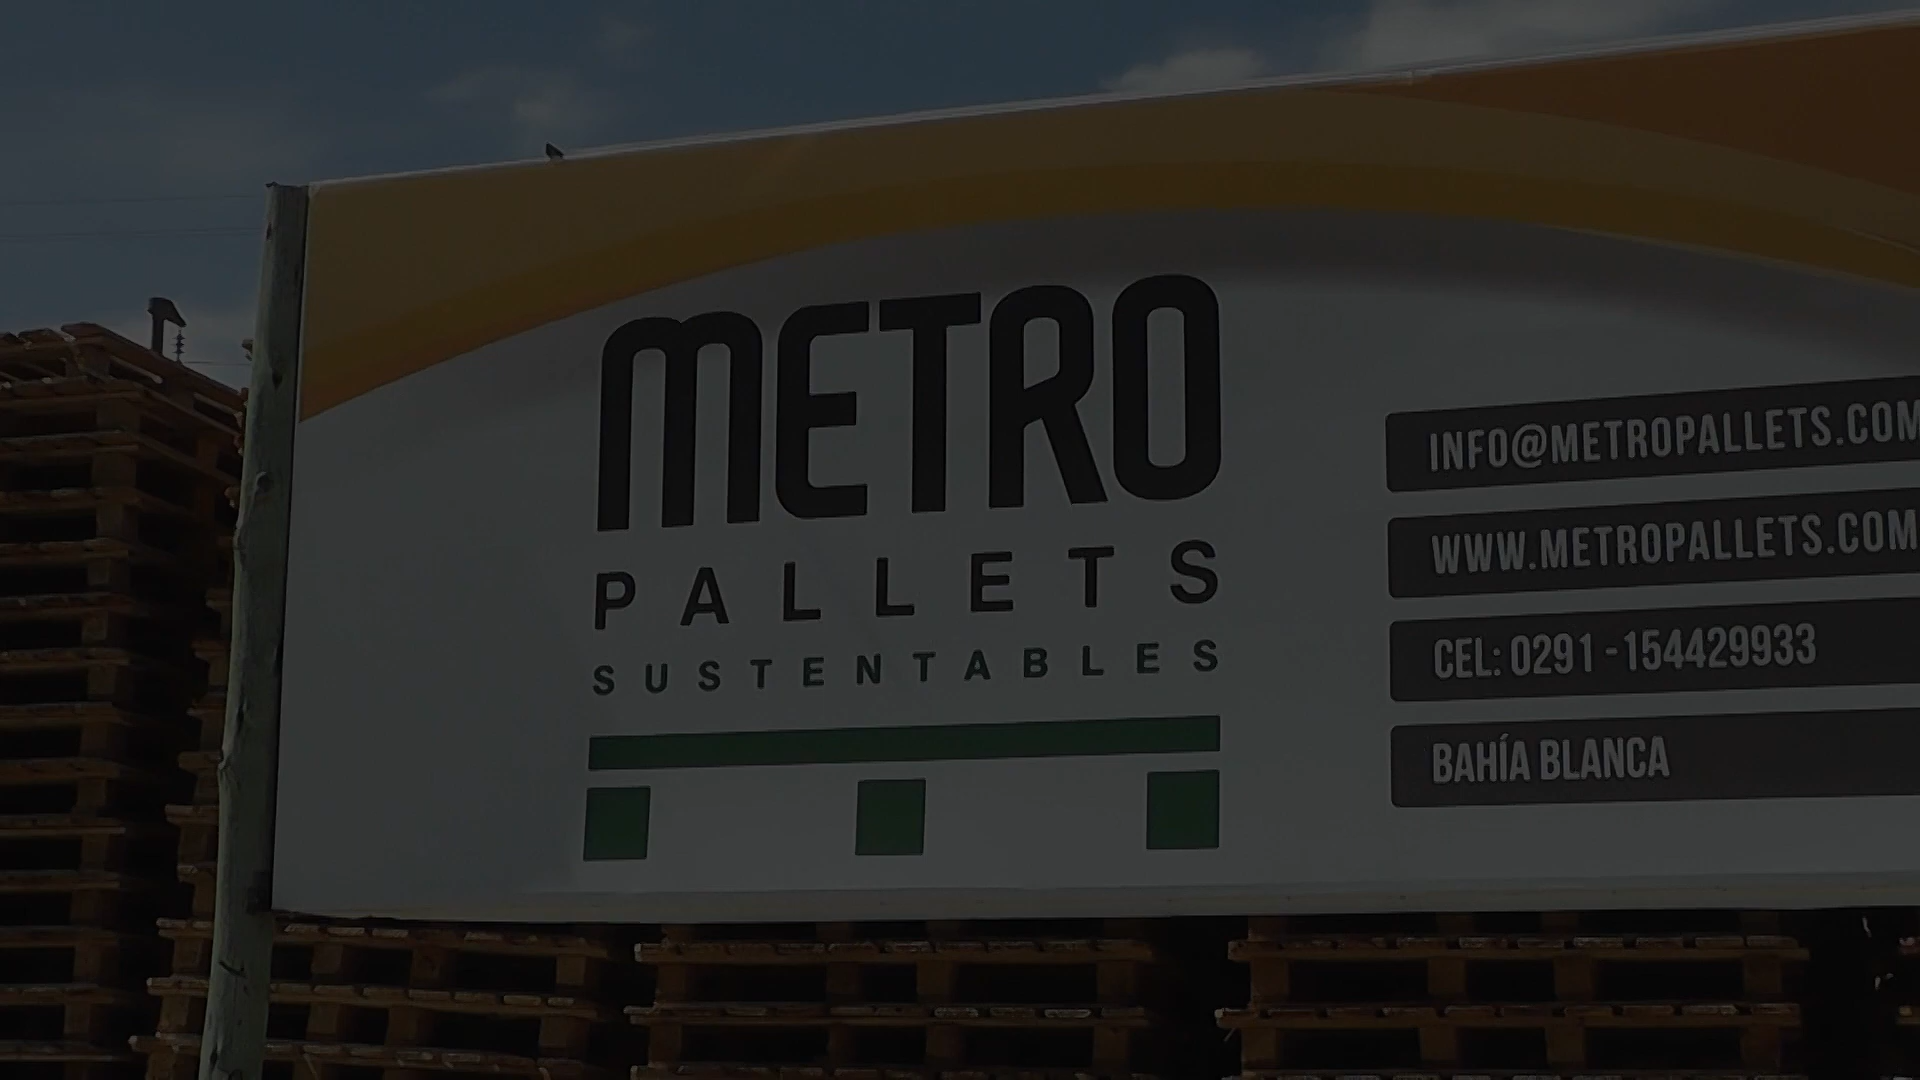 METRO
PALLETS
SUSTENTABLES
INFO@METROPALLETS.COM
WWW.METROPALLETS.COM
CEL: 0291 -154429933
BAHÍA BLANCA